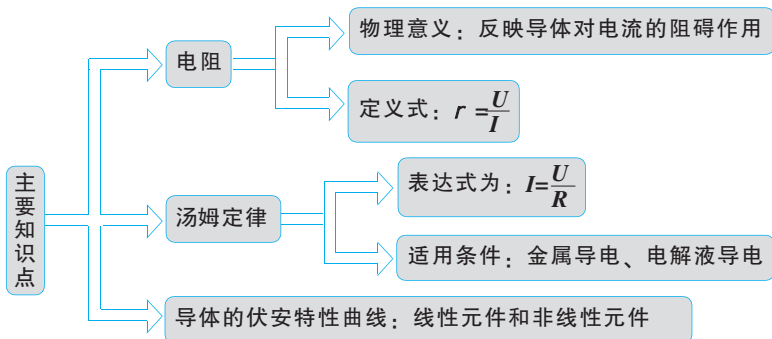 主要知识点
电阻
物理意义：反映导体对电流的阻碍作用
定义式：r=U/I
汤姆定律
表达式为：I=U/R
适用条件：金属导电、电解液导电
导体的伏安特性曲线：线性元件和非线性元件